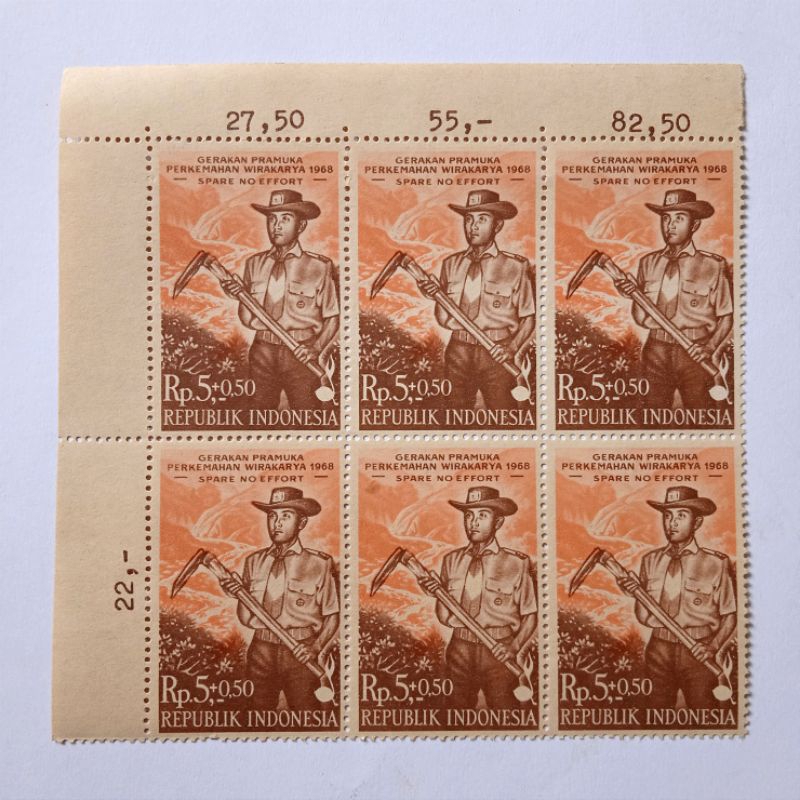 27,50 55,- 82,50
GERAKAN PRAMUKA
PERKEMAHAN WIRAKARYA 1968
SPARE NO EFFORT
Rp.5,+0,50
REPUBLIK INDONESIA
GERAKAN PRAMUKA
PERKEMAHAN WIRAKARYA 1968
SPARE NO EFFORT
Rp.5,+0,50
REPUBLIK INDONESIA
GERAKAN PRAMUKA
PERKEMAHAN WIRAKARYA 1968
SPARE NO EFFORT
Rp.5,+0,50
REPUBLIK INDONESIA
22,-
GERAKAN PRAMUKA
PERKEMAHAN WIRAKARYA 1968
SPARE NO EFFORT
Rp.5,+0,50
REPUBLIK INDONESIA
GERAKAN PRAMUKA
PERKEMAHAN WIRAKARYA 1968
SPARE NO EFFORT
Rp.5,+0,50
REPUBLIK INDONESIA
GERAKAN PRAMUKA
PERKEMAHAN WIRAKARYA 1968
SPARE NO EFFORT
Rp.5,+0,50
REPUBLIK INDONESIA